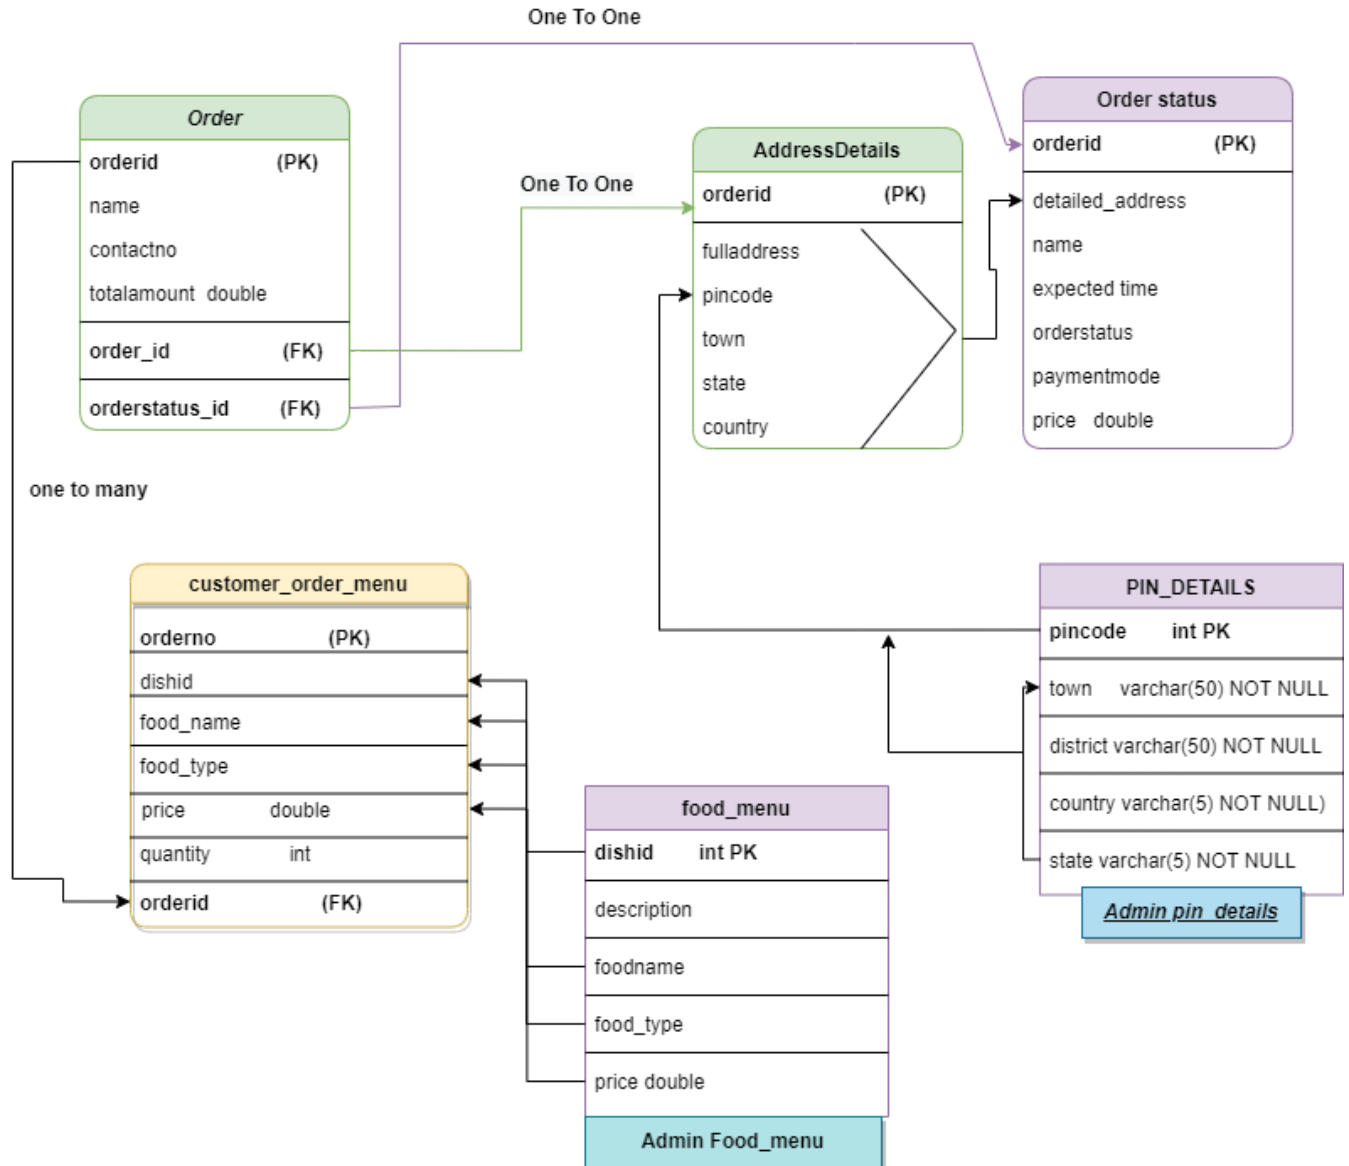 One To One
Order
orderid (PK)
name
contactno
totalamount double
order_id (FK)
orderstatus_id (FK)
One To One
AddressDetails
orderid (PK)
fulladdress
pincode
town
state
country
Order status
orderid (PK)
detailed_address
name
expected time
orderstatus
paymentmode
price double
one to many
customer_order_menu
orderno (PK)
dishid
food_name
food_type
price double
quantity int
orderid (FK)
food_menu
dishid int PK
description
foodname
food_type
price double
Admin Food_menu
PIN_DETAILS
pincode int PK
town varchar(50) NOT NULL
district varchar(50) NOT NULL
country varchar(5) NOT NULL)
state varchar(5) NOT NULL
Admin pin_details